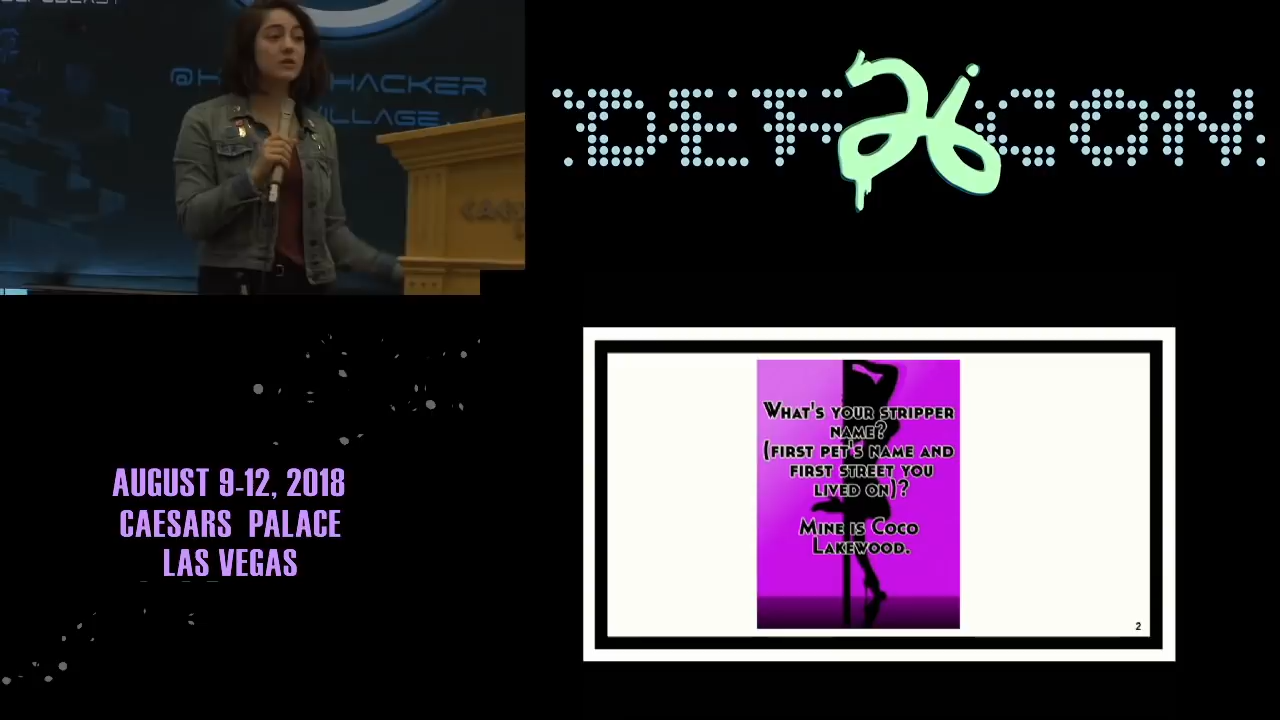 HACKER
VILLAGE
DEF CON
26
AUGUST 9-12, 2018
CAESARS PALACE
LAS VEGAS
WHAT'S YOUR STRIPPER
NAME?
(FIRST PET'S NAME AND
FIRST STREET YOU
LIVED ON)?
MINE IS COCO
LAKEWOOD.
2